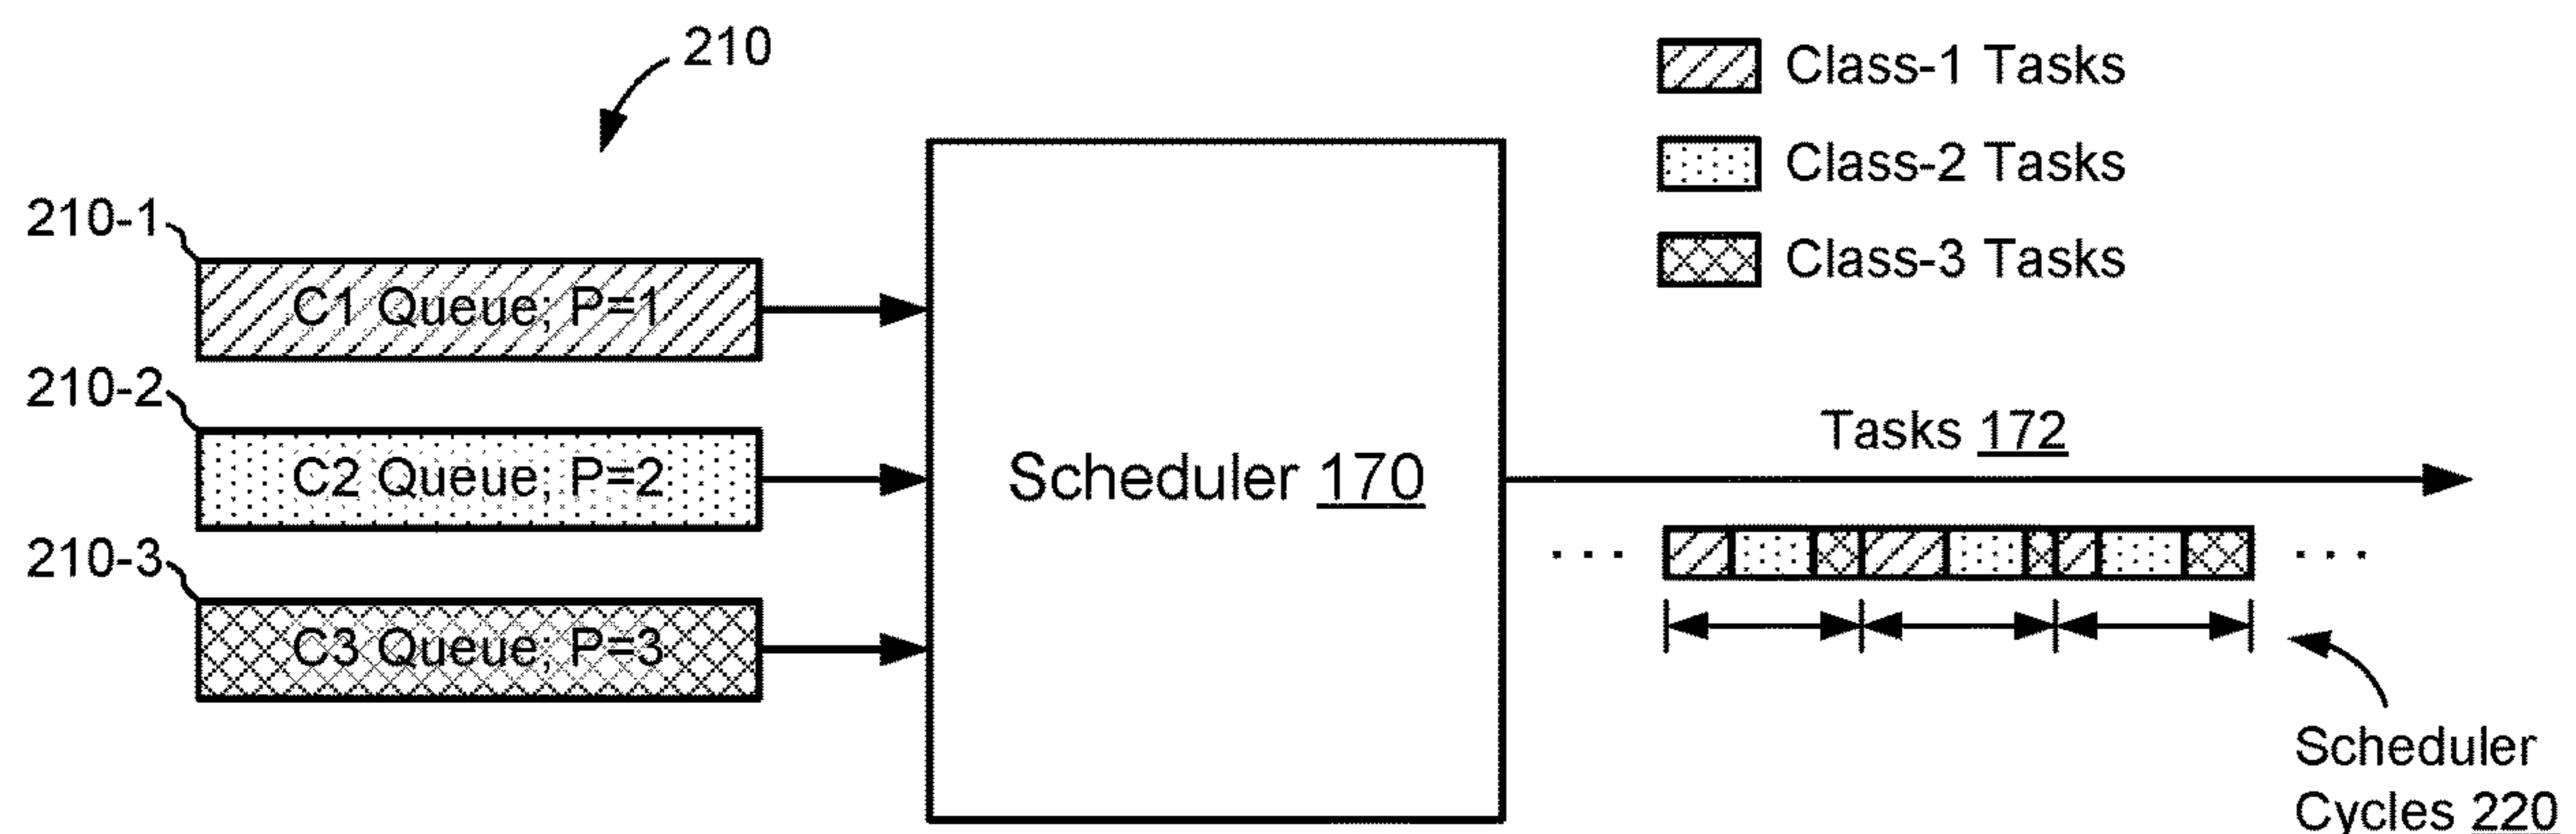 210
Class-1 Tasks
Class-2 Tasks
Class-3 Tasks
210-1
C1 Queue; P=1
210-2
C2 Queue; P=2
210-3
C3 Queue; P=3
Scheduler 170
Tasks 172
. . .
. . .
Scheduler
Cycles 220